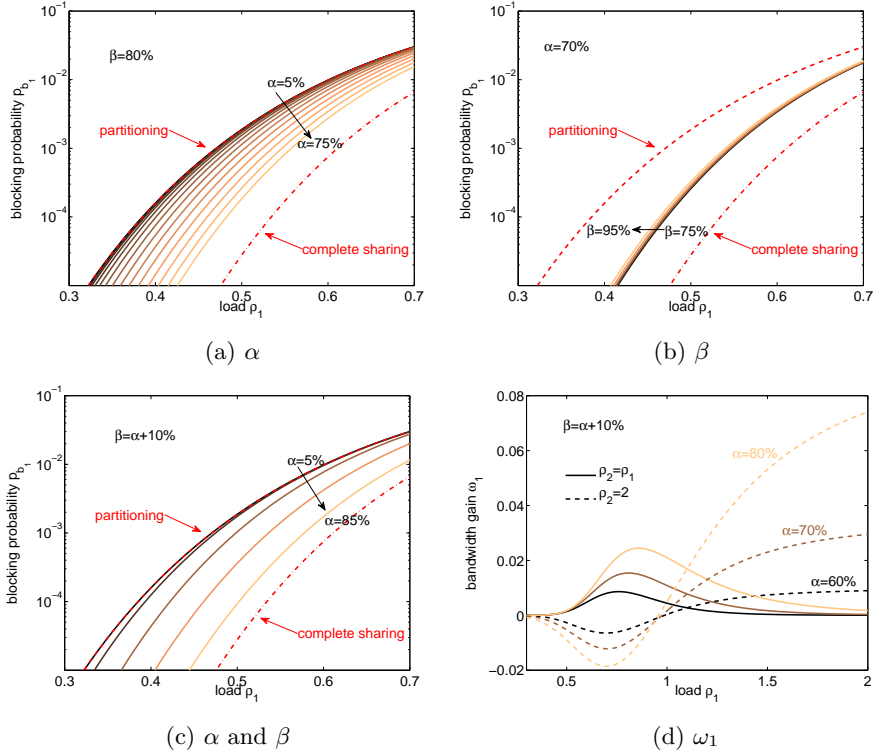 10⁻¹
10⁻²
10⁻³
10⁻⁴
blocking probability p_b₁
β=80%
α=5%
partitioning
α=75%
complete sharing
0.3 0.4 0.5 0.6 0.7
load ρ₁
(a) α
10⁻¹
10⁻²
10⁻³
10⁻⁴
blocking probability p_b₁
α=70%
partitioning
β=95% β=75%
complete sharing
0.3 0.4 0.5 0.6 0.7
load ρ₁
(b) β
10⁻¹
10⁻²
10⁻³
10⁻⁴
blocking probability p_b₁
β=α+10%
α=5%
partitioning
α=85%
complete sharing
0.3 0.4 0.5 0.6 0.7
load ρ₁
(c) α and β
0.08
0.06
0.04
0.02
0
-0.02
bandwidth gain ω₁
β=α+10%
α=80%
ρ₂=ρ₁
ρ₂=2
α=70%
α=60%
0.5 1 1.5 2
load ρ₁
(d) ω₁